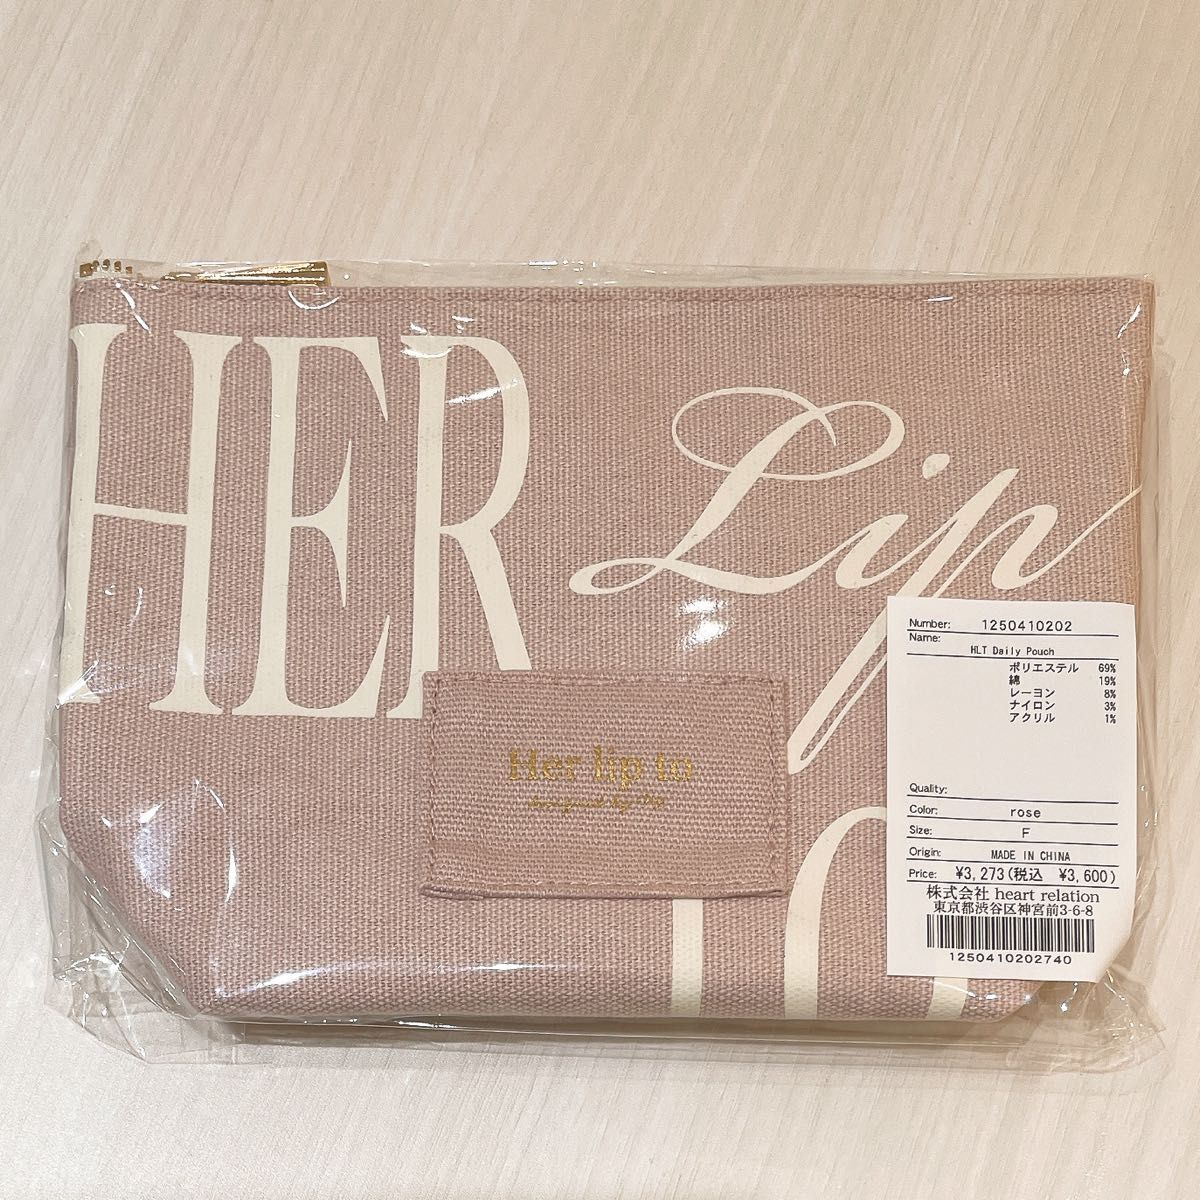 HER Lip
to
Her lip to
Number: 1250410202
Name:
HLT Daily Pouch
ポリエステル 69%
綿 19%
レーヨン 8%
ナイロン 3%
アクリル 1%
Quality:
Color: rose
Size: F
Origin: MADE IN CHINA
Price: ¥3,273(税込 ¥3,600)
株式会社 heart relation
東京都渋谷区神宮前3-6-8
1250410202740